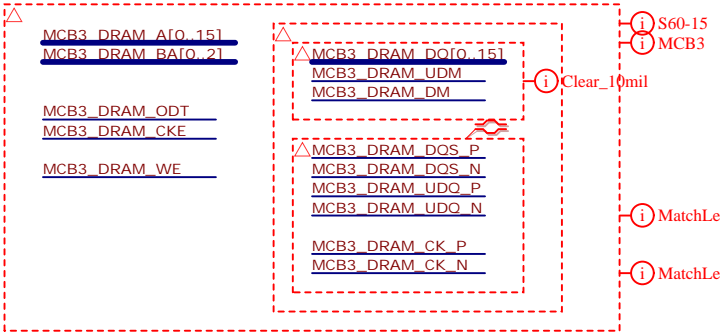 MCB3_DRAM_A[0..15]
MCB3_DRAM_BA[0..2]
MCB3_DRAM_ODT
MCB3_DRAM_CKE
MCB3_DRAM_WE
MCB3_DRAM_DQ[0..15]
MCB3_DRAM_UDM
MCB3_DRAM_DM
MCB3_DRAM_DQS_P
MCB3_DRAM_DQS_N
MCB3_DRAM_UDQ_P
MCB3_DRAM_UDQ_N
MCB3_DRAM_CK_P
MCB3_DRAM_CK_N
i Clear_10mil
i S60-15
i MCB3
i MatchLe
i MatchLe